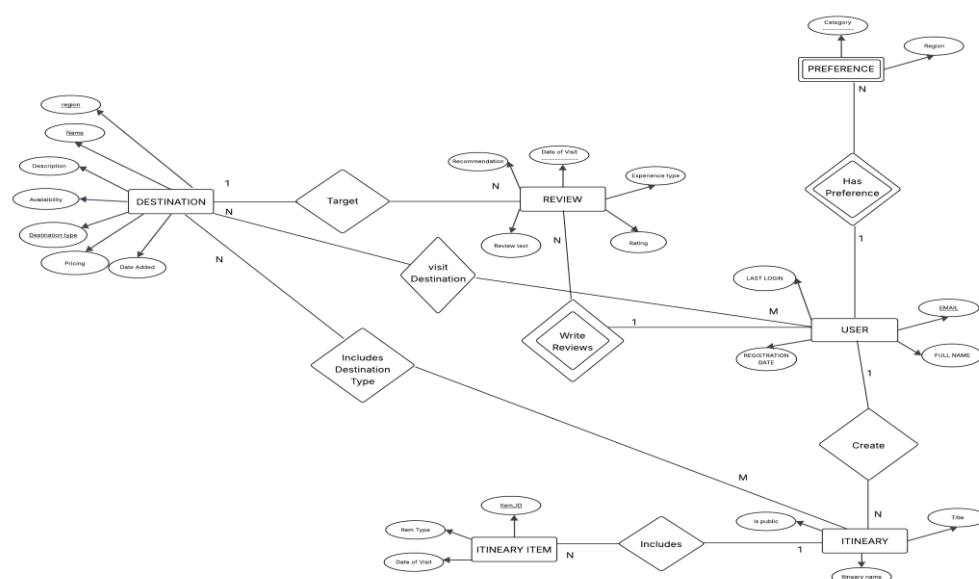 Category
PREFERENCE
Region
N
Has
Preference
1
region
Name
Description
Availability
Destination type
Pricing
Date Added
DESTINATION
1
N
N
Target
N
Recommendation
Date of Visit
Experience type
REVIEW
Review text
Rating
N
visit
Destination
M
Write
Reviews
1
LAST LOGIN
USER
EMAIL
REGISTRATION
DATE
FULL NAME
1
Includes
Destination
Type
M
Create
N
Item_ID
Item Type
Date of Visit
ITINEARY ITEM
N
Includes
1
Is public
Title
ITINEARY
Itineary name